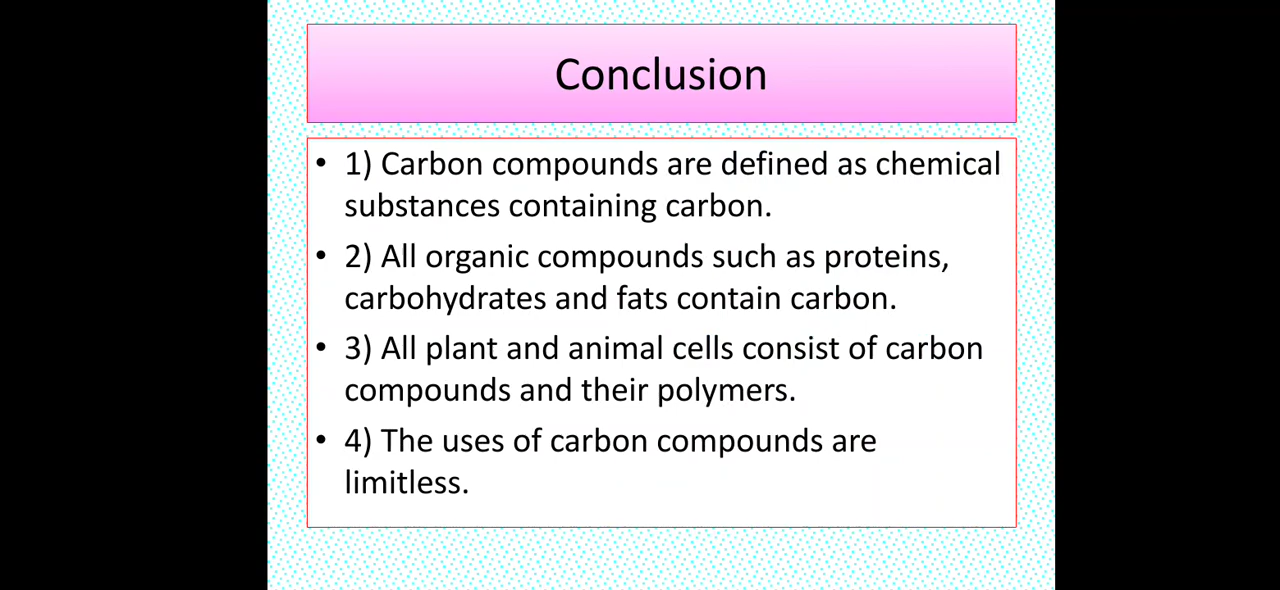 Conclusion
• 1) Carbon compounds are defined as chemical
substances containing carbon.
• 2) All organic compounds such as proteins,
carbohydrates and fats contain carbon.
• 3) All plant and animal cells consist of carbon
compounds and their polymers.
• 4) The uses of carbon compounds are
limitless.